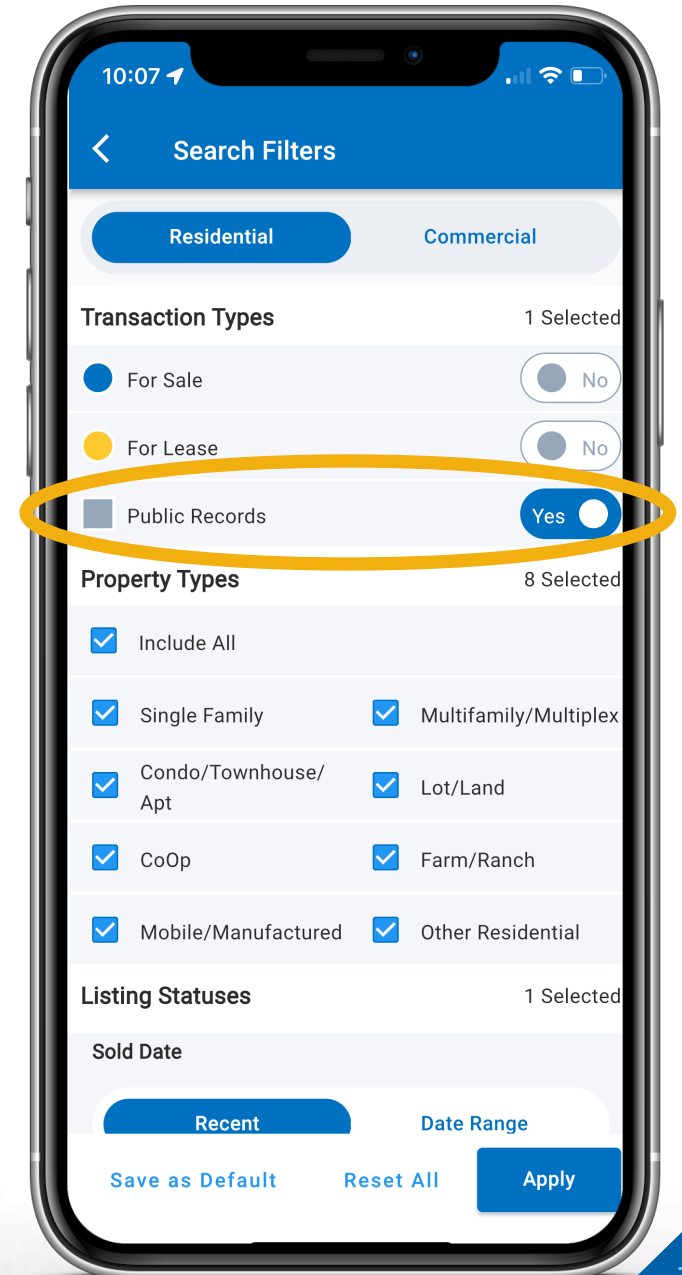 10:07
Search Filters
Residential Commercial
Transaction Types 1 Selected
For Sale No
For Lease No
Public Records Yes
Property Types 8 Selected
Include All
Single Family Multifamily/Multiplex
Condo/Townhouse/
Apt
Lot/Land
CoOp Farm/Ranch
Mobile/Manufactured Other Residential
Listing Statuses 1 Selected
Sold Date
Recent Date Range
Save as Default Reset All Apply